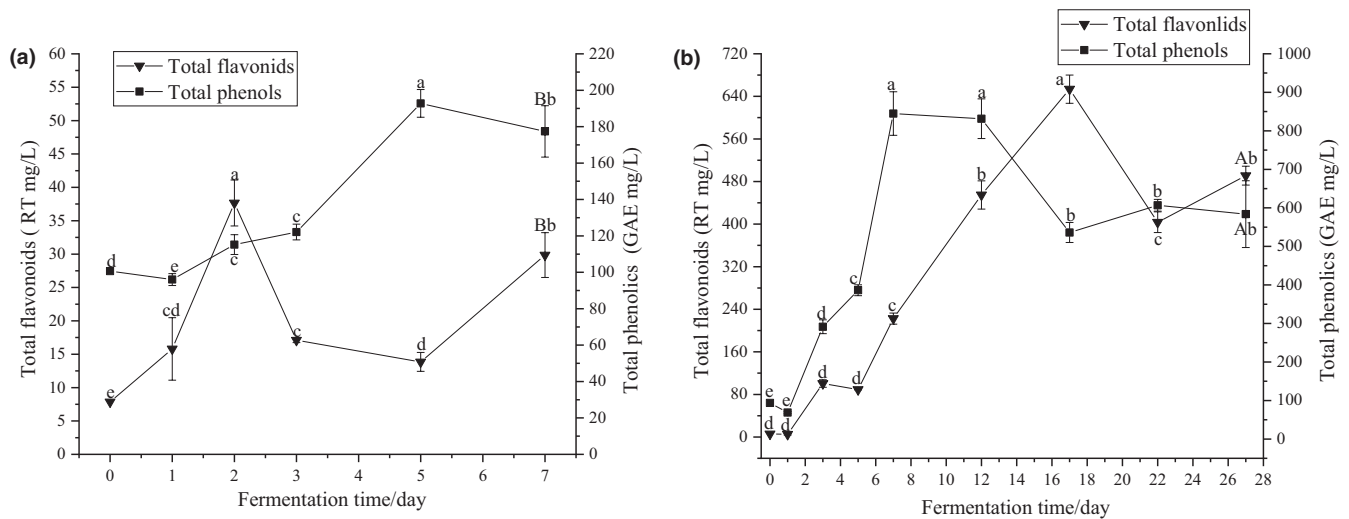 (a)
Total flavonids
Total phenols
Total flavonoids ( RT mg/L)
60
55
50
45
40
35
30
25
20
15
10
5
0
220
200
180
160
140
120
100
80
60
40
20
0
Total phenolics (GAE mg/L)
a
Bb
a
c
d
e
c
Bb
cd
c
d
e
0 1 2 3 4 5 6 7
Fermentation time/day
(b)
Total flavonlids
Total phenols
Total flavonoids (RT mg/L)
720
640
560
480
400
320
240
160
80
0
1000
900
800
700
600
500
400
300
200
100
0
Total phenolics (GAE mg/L)
a
a
a
Ab
b
b
b
Ab
c
c
c
d
d
d
e
e
d
d
0 2 4 6 8 10 12 14 16 18 20 22 24 26 28
Fermentation time/day